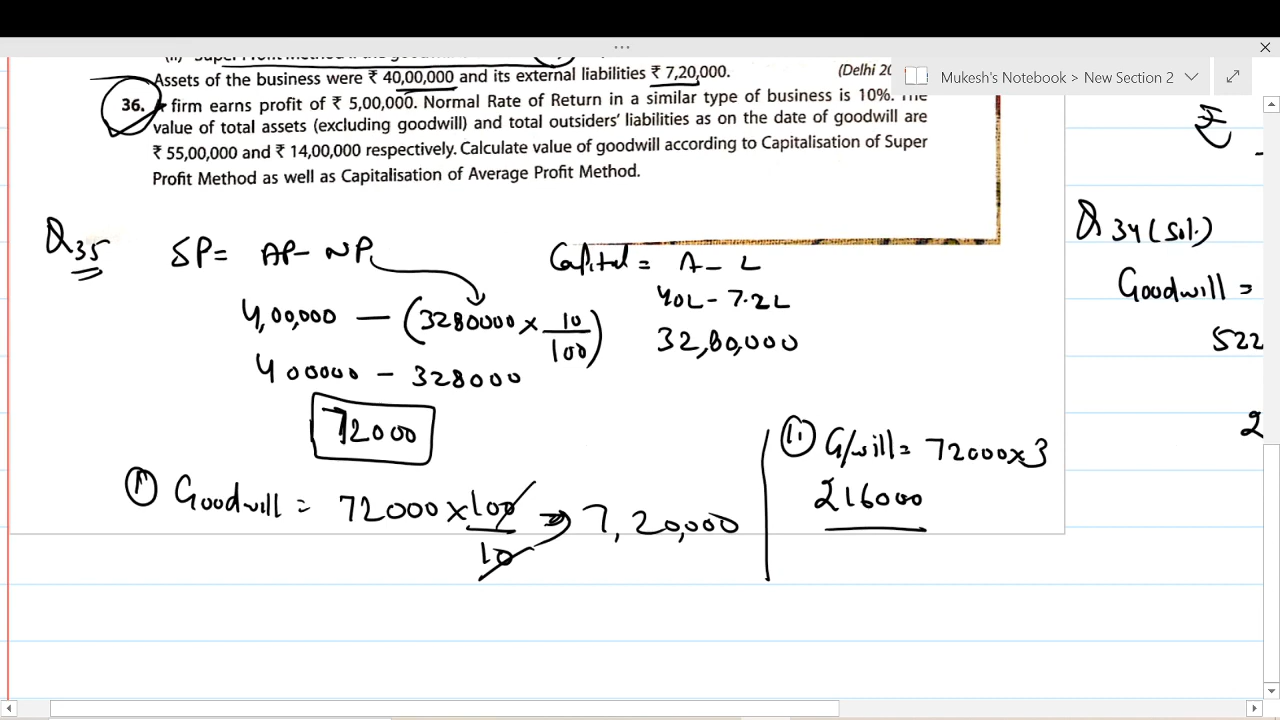 Assets of the business were ₹ 40,00,000 and its external liabilities ₹ 7,20,000. (Delhi 20
Mukesh's Notebook > New Section 2
36. A firm earns profit of ₹ 5,00,000. Normal Rate of Return in a similar type of business is 10%. The
value of total assets (excluding goodwill) and total outsiders' liabilities as on the date of goodwill are
₹ 55,00,000 and ₹ 14,00,000 respectively. Calculate value of goodwill according to Capitalisation of Super
Profit Method as well as Capitalisation of Average Profit Method.
₹
Q 35
SP = AP - NP
Capital = A - L
Q 34 (Sol.)
40L - 7.2L
Goodwill =
4,00,000 — (3280000 × 10/100)
32,80,000
522
400000 - 328000
72000
2
(i) Goodwill = 72000 × 100/10 ⇒ 7,20,000
(ii) G/will = 72000×3
216000